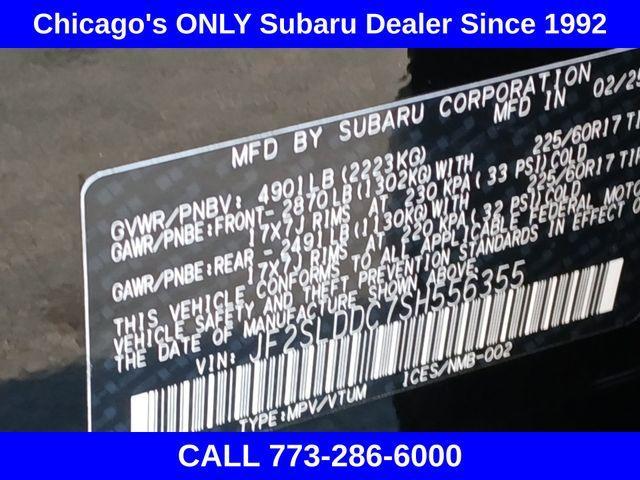 Chicago's ONLY Subaru Dealer Since 1992
MFD BY SUBARU CORPORATION 02/25
MFD IN
GVWR/PNBV: 4901LB(2223KG)
GAWR/PNBE:FRONT-2870LB(1302KG)WITH 225/60R17
17X7J RIMS AT 230 KPA(33 PSI)COLD
GAWR/PNBE:REAR -2491LB(1130KG)WITH 225/60R17
17X7J RIMS AT 220 KPA(32 PSI)COLD
THIS VEHICLE CONFORMS TO ALL APPLICABLE FEDERAL MOTOR
VEHICLE SAFETY AND THEFT PREVENTION STANDARDS IN EFFECT
THE DATE OF MANUFACTURE SHOWN ABOVE.
VIN: JF2SLDDC7SH556355
TYPE:MPV/VTUM ICES/NMB-002
CALL 773-286-6000